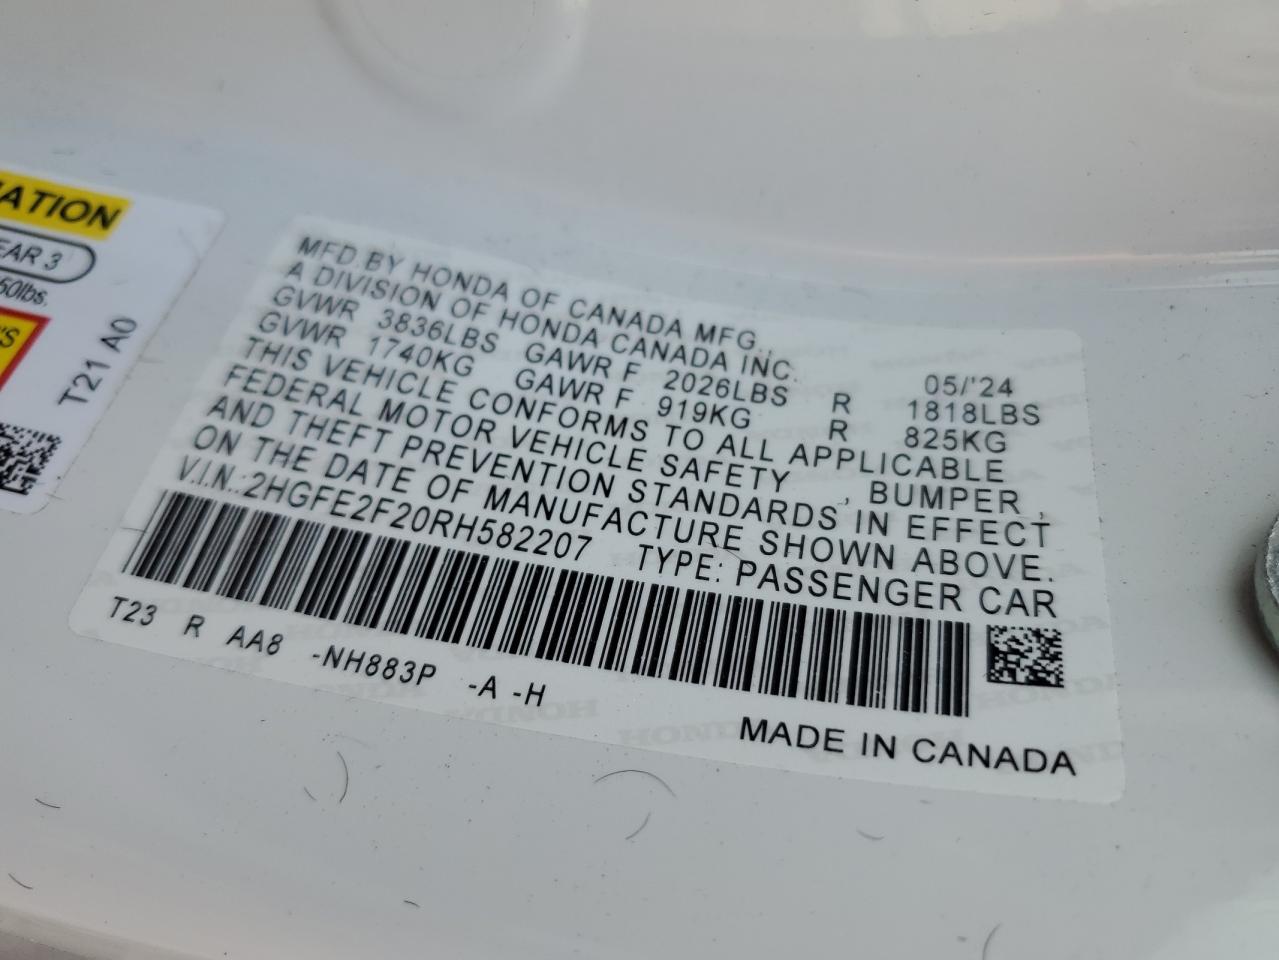 ATION
EAR 3
50lbs.
'S
T21 A0
MFD.BY HONDA OF CANADA MFG.,
A DIVISION OF HONDA CANADA INC. 05/'24
GVWR 3836LBS GAWR F 2026LBS R 1818LBS
GVWR 1740KG GAWR F 919KG R 825KG
THIS VEHICLE CONFORMS TO ALL APPLICABLE
FEDERAL MOTOR VEHICLE SAFETY , BUMPER ,
AND THEFT PREVENTION STANDARDS IN EFFECT
ON THE DATE OF MANUFACTURE SHOWN ABOVE.
V.I.N.:2HGFE2F20RH582207 TYPE: PASSENGER CAR
T23 R AA8 -NH883P -A -H
MADE IN CANADA